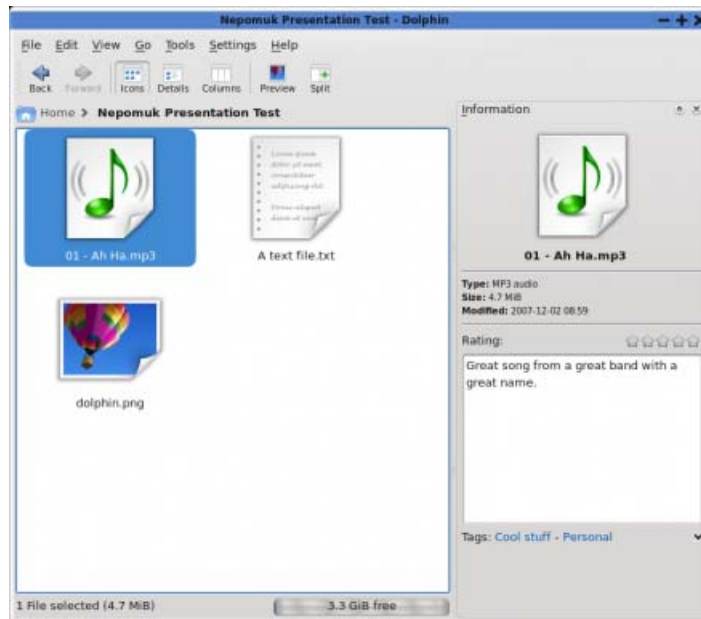 Nepomuk Presentation Test - Dolphin
File Edit View Go Tools Settings Help
Back Forward Icons Details Columns Preview Split
Home > Nepomuk Presentation Test
01 - Ah Ha.mp3
A text file.txt
dolphin.png
1 File selected (4.7 MiB)
3.3 GiB free
Information
01 - Ah Ha.mp3
Type: MP3 audio
Size: 4.7 MiB
Modified: 2007-12-02 08:59
Rating:
Great song from a great band with a
great name.
Tags: Cool stuff - Personal